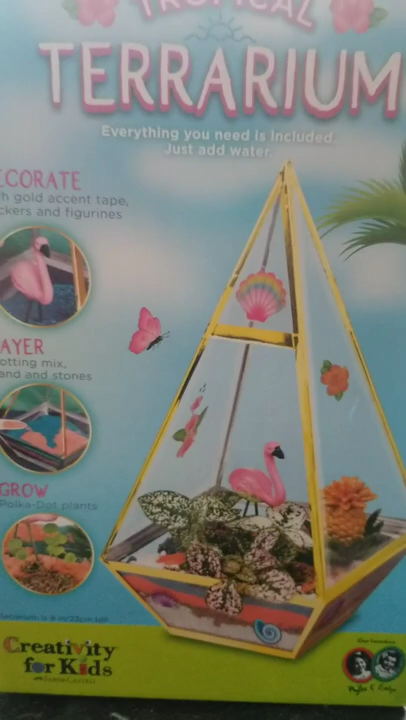 TROPICAL
TERRARIUM
Everything you need is included.
Just add water.
ECORATE
h gold accent tape,
ckers and figurines
AYER
otting mix,
and and stones
GROW
Polka-Dot plants
Creativity
for Kids